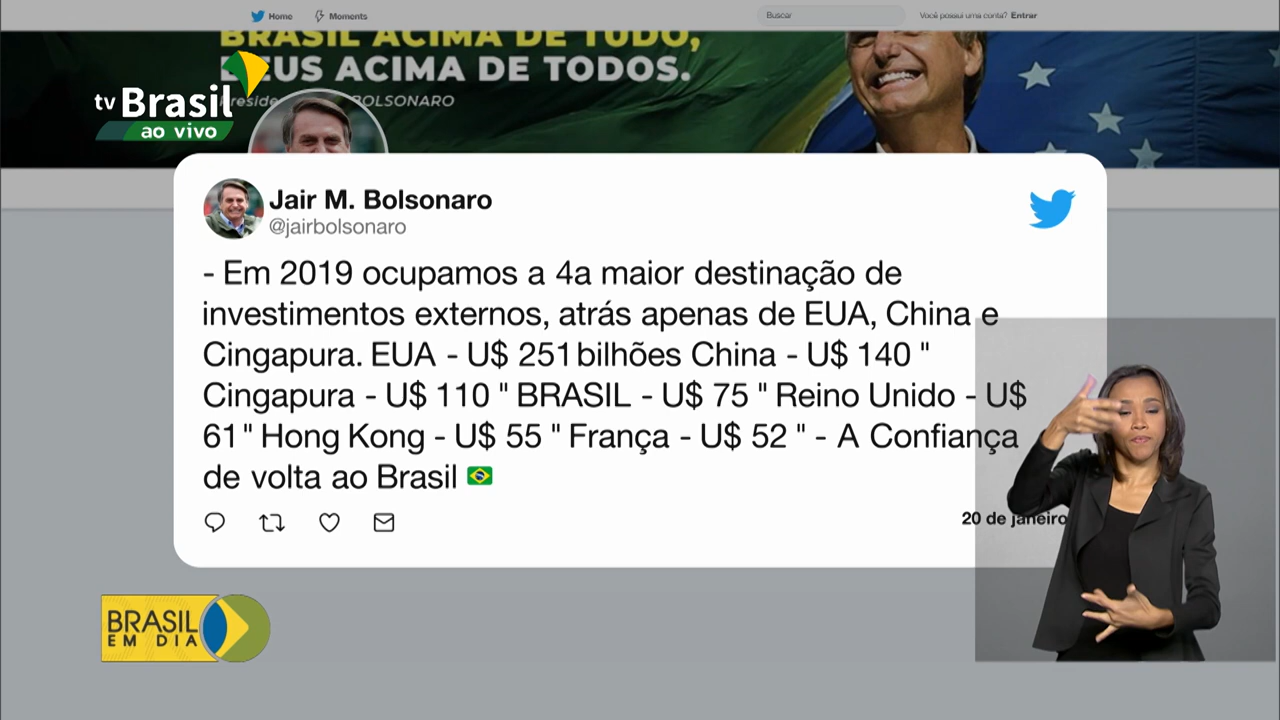 Home
Moments
Buscar
Você possui uma conta? Entrar
BRASIL ACIMA DE TUDO,
DEUS ACIMA DE TODOS.
BOLSONARO
tv Brasil
ao vivo
Jair M. Bolsonaro
@jairbolsonaro
- Em 2019 ocupamos a 4a maior destinação de
investimentos externos, atrás apenas de EUA, China e
Cingapura. EUA - U$ 251 bilhões China - U$ 140 "
Cingapura - U$ 110 " BRASIL - U$ 75 " Reino Unido - U$
61 " Hong Kong - U$ 55 " França - U$ 52 " - A Confiança
de volta ao Brasil
20 de janeiro
BRASIL
EM DIA